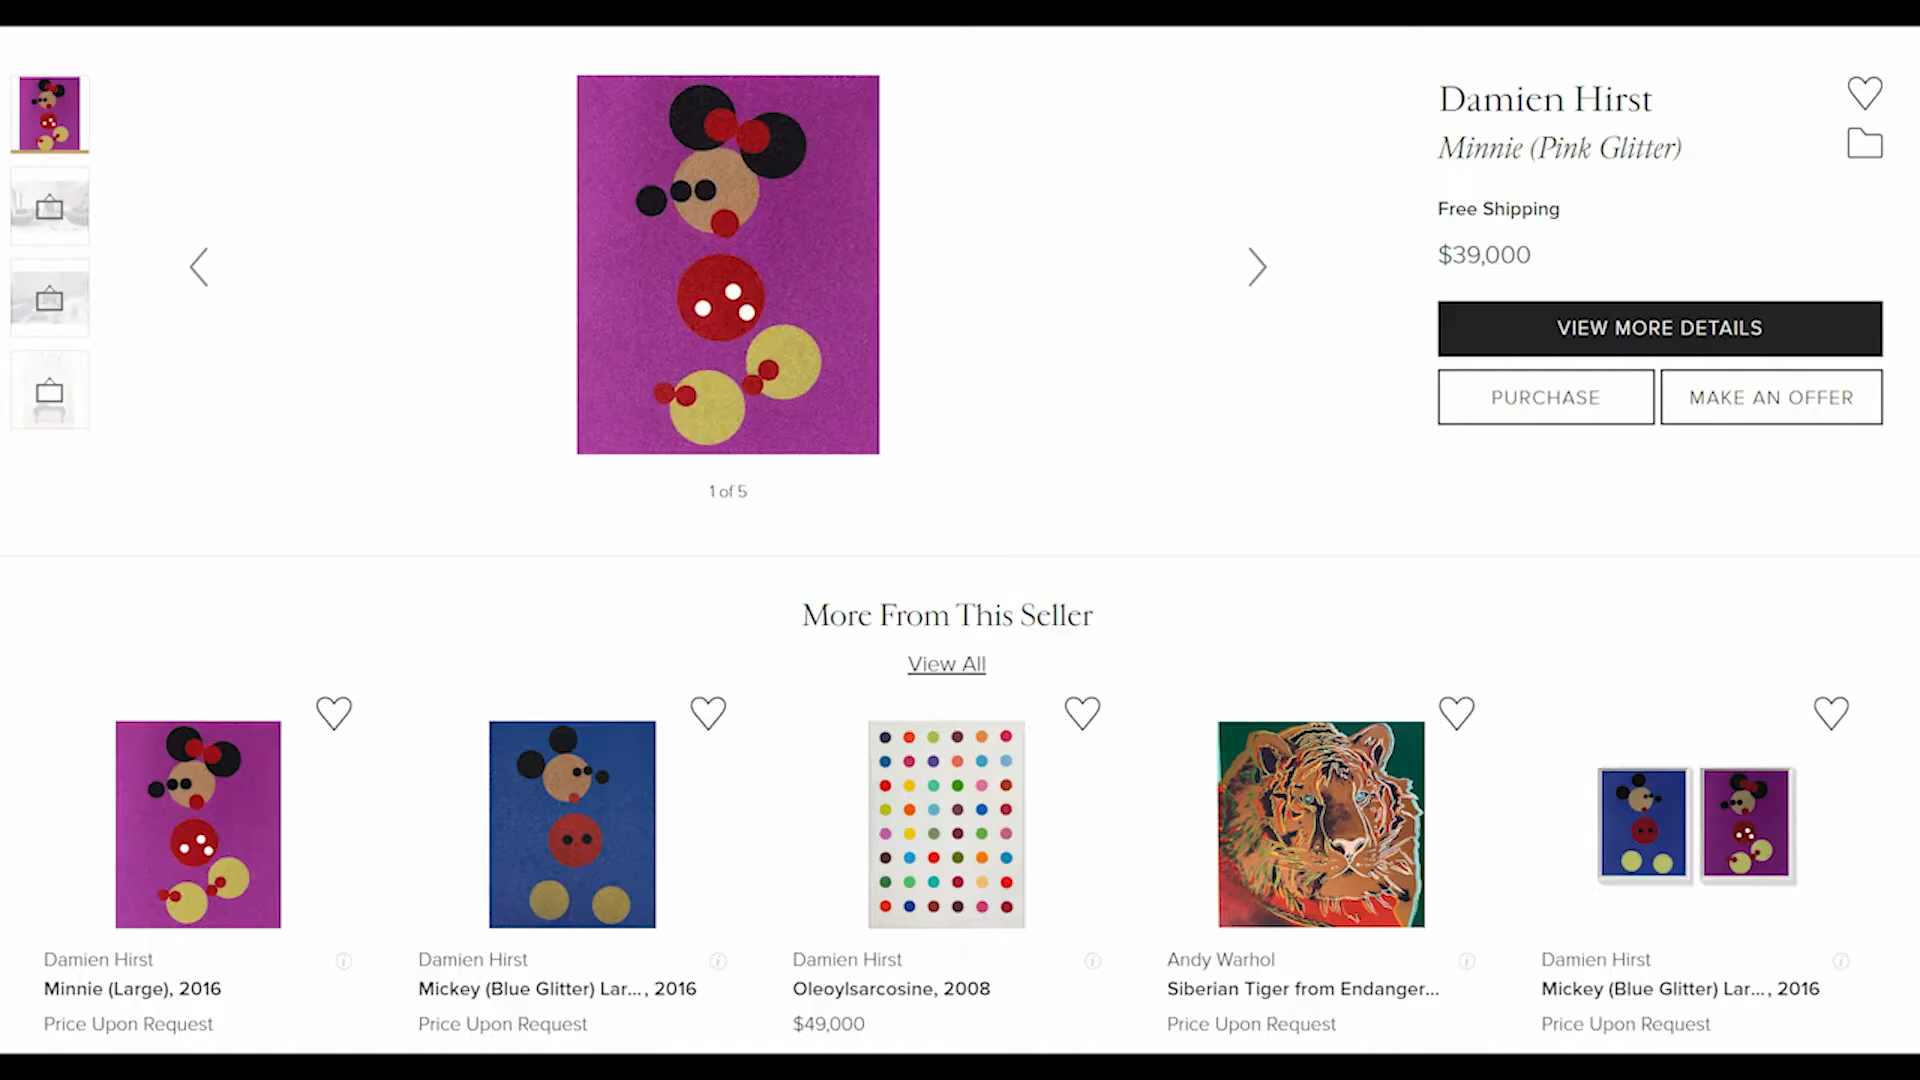 Damien Hirst
Minnie (Pink Glitter)
Free Shipping
$39,000
VIEW MORE DETAILS
PURCHASE
MAKE AN OFFER
1 of 5
More From This Seller
View All
Damien Hirst
Minnie (Large), 2016
Price Upon Request
Damien Hirst
Mickey (Blue Glitter) Lar..., 2016
Price Upon Request
Damien Hirst
Oleoylsarcosine, 2008
$49,000
Andy Warhol
Siberian Tiger from Endanger...
Price Upon Request
Damien Hirst
Mickey (Blue Glitter) Lar..., 2016
Price Upon Request